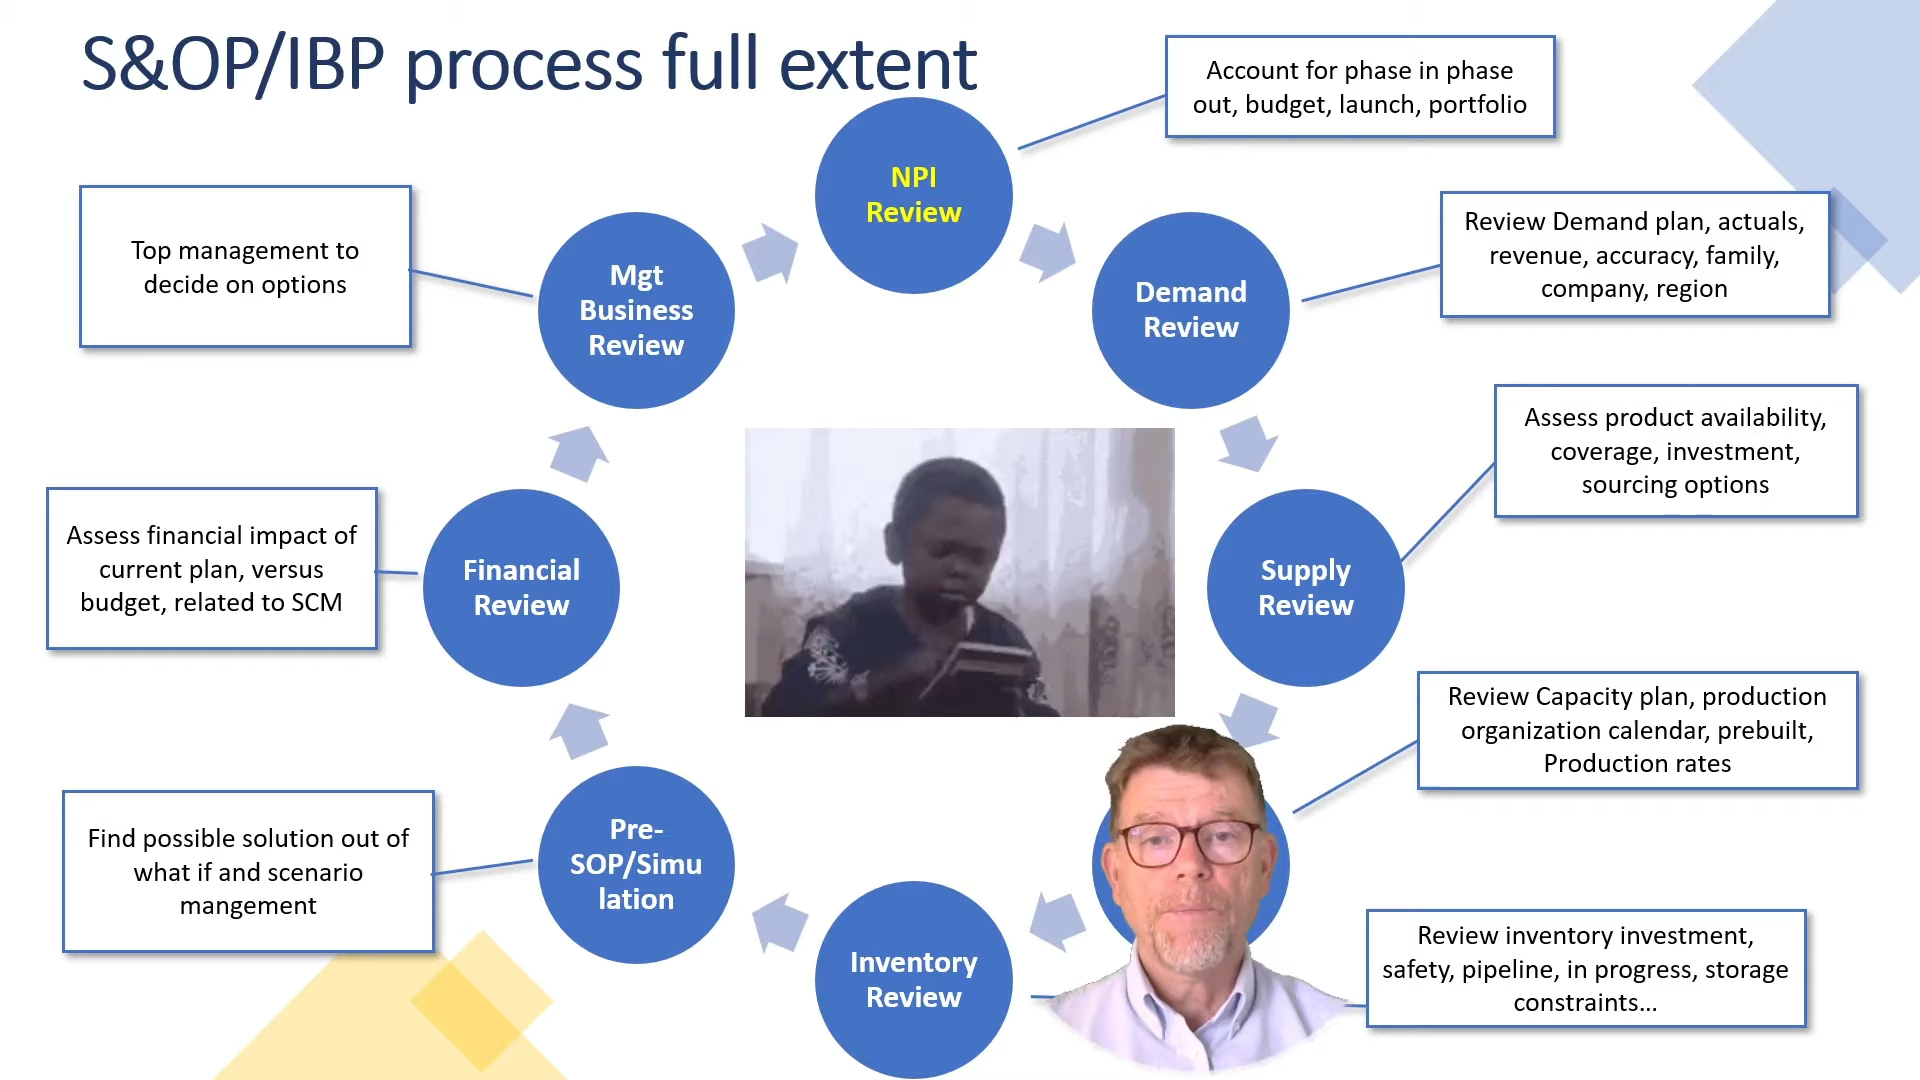 S&OP/IBP process full extent
Account for phase in phase
out, budget, launch, portfolio
NPI
Review
Review Demand plan, actuals,
revenue, accuracy, family,
company, region
Demand
Review
Assess product availability,
coverage, investment,
sourcing options
Supply
Review
Review Capacity plan, production
organization calendar, prebuilt,
Production rates
Review inventory investment,
safety, pipeline, in progress, storage
constraints...
Inventory
Review
Pre-
SOP/Simu
lation
Find possible solution out of
what if and scenario
mangement
Financial
Review
Assess financial impact of
current plan, versus
budget, related to SCM
Mgt
Business
Review
Top management to
decide on options